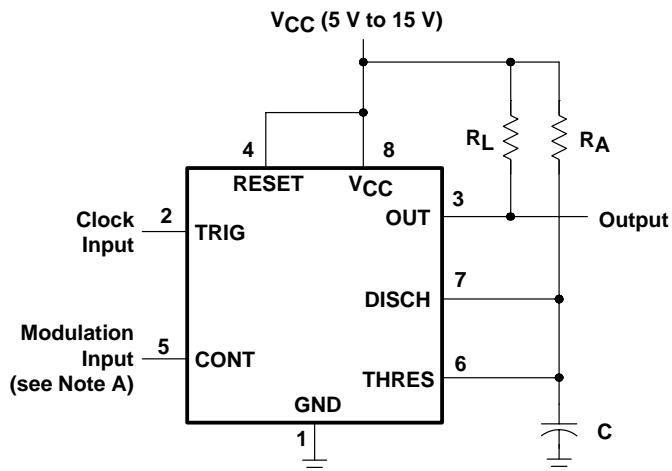 VCC (5 V to 15 V)
RL
RA
4
8
RESET
VCC
3
OUT
Output
Clock
Input
2
TRIG
7
DISCH
Modulation
Input
(see Note A)
5
CONT
6
THRES
GND
1
C